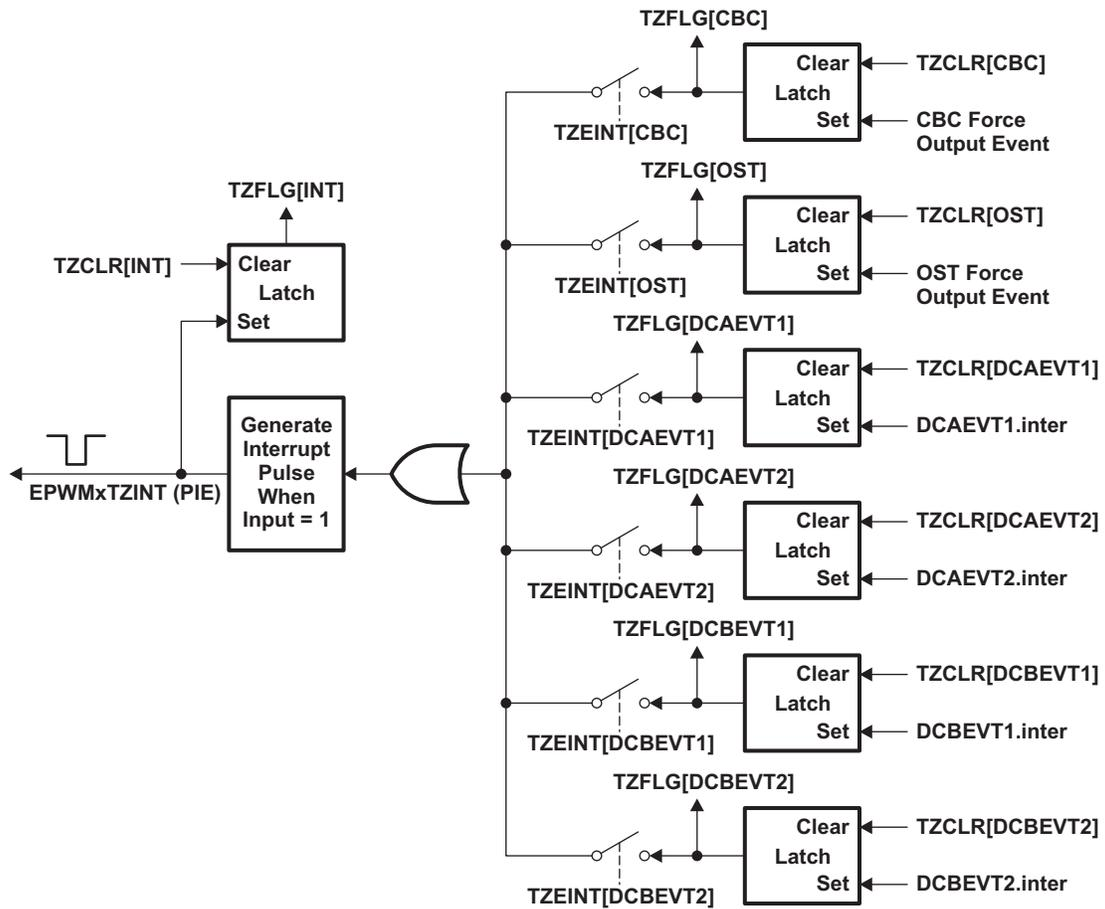 TZFLG[CBC]
Clear
Latch
Set
TZCLR[CBC]
CBC Force
Output Event
TZEINT[CBC]
TZFLG[OST]
Clear
Latch
Set
TZCLR[OST]
OST Force
Output Event
TZEINT[OST]
TZFLG[INT]
TZCLR[INT]
Clear
Latch
Set
TZFLG[DCAEVT1]
Clear
Latch
Set
TZCLR[DCAEVT1]
DCAEVT1.inter
TZEINT[DCAEVT1]
Generate
Interrupt
Pulse
When
Input = 1
EPWMxTZINT (PIE)
TZFLG[DCAEVT2]
Clear
Latch
Set
TZCLR[DCAEVT2]
DCAEVT2.inter
TZEINT[DCAEVT2]
TZFLG[DCBEVT1]
Clear
Latch
Set
TZCLR[DCBEVT1]
DCBEVT1.inter
TZEINT[DCBEVT1]
TZFLG[DCBEVT2]
Clear
Latch
Set
TZCLR[DCBEVT2]
DCBEVT2.inter
TZEINT[DCBEVT2]